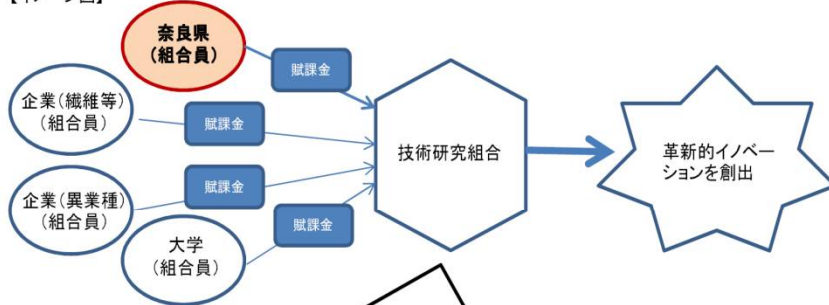 奈良県
(組合員)
賦課金
企業(繊維等)
(組合員)
賦課金
企業(異業種)
(組合員)
賦課金
大学
(組合員)
賦課金
技術研究組合
革新的イノベー
ションを創出